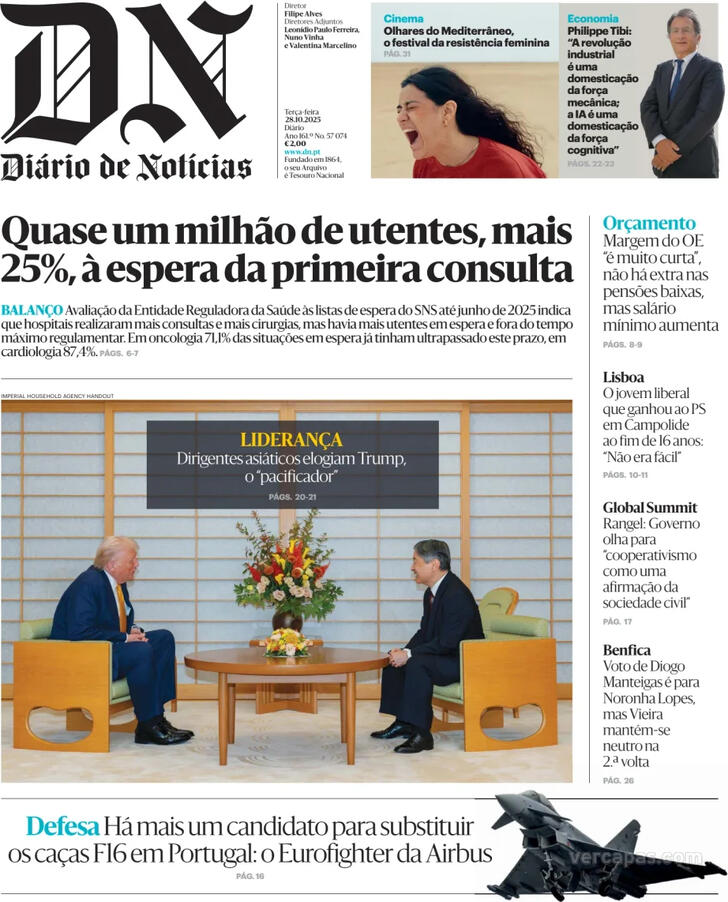 DN
Diário de Notícias
Diretor
Filipe Alves
Diretores Adjuntos
Leonídio Paulo Ferreira,
Nuno Vinha
e Valentina Marcelino
Terça-feira
28.10.2025
Diário
Ano 161.º No. 57 074
€ 2,00
www.dn.pt
Fundado em 1864,
o seu Arquivo
é Tesouro Nacional
Cinema
Olhares do Mediterrâneo,
o festival da resistência feminina
PÁG. 31
Economia
Philippe Tibi:
“A revolução
industrial
é uma
domesticação
da força
mecânica;
a IA é uma
domesticação
da força
cognitiva”
PÁGS. 22-23
Quase um milhão de utentes, mais
25%, à espera da primeira consulta
BALANÇO Avaliação da Entidade Reguladora da Saúde às listas de espera do SNS até junho de 2025 indica
que hospitais realizaram mais consultas e mais cirurgias, mas havia mais utentes em espera e fora do tempo
máximo regulamentar. Em oncologia 71,1% das situações em espera já tinham ultrapassado este prazo, em
cardiologia 87,4%. PÁGS. 6-7
IMPERIAL HOUSEHOLD AGENCY HANDOUT
LIDERANÇA
Dirigentes asiáticos elogiam Trump,
o “pacificador”
PÁGS. 20-21
Orçamento
Margem do OE
“é muito curta”,
não há extra nas
pensões baixas,
mas salário
mínimo aumenta
PÁGS. 8-9
Lisboa
O jovem liberal
que ganhou ao PS
em Campolide
ao fim de 16 anos:
“Não era fácil”
PÁGS. 10-11
Global Summit
Rangel: Governo
olha para
“cooperativismo
como uma
afirmação da
sociedade civil”
PÁG. 17
Benfica
Voto de Diogo
Manteigas é para
Noronha Lopes,
mas Vieira
mantém-se
neutro na
2.ª volta
PÁG. 26
Defesa Há mais um candidato para substituir
os caças F16 em Portugal: o Eurofighter da Airbus
PÁG. 16
vercapas.com